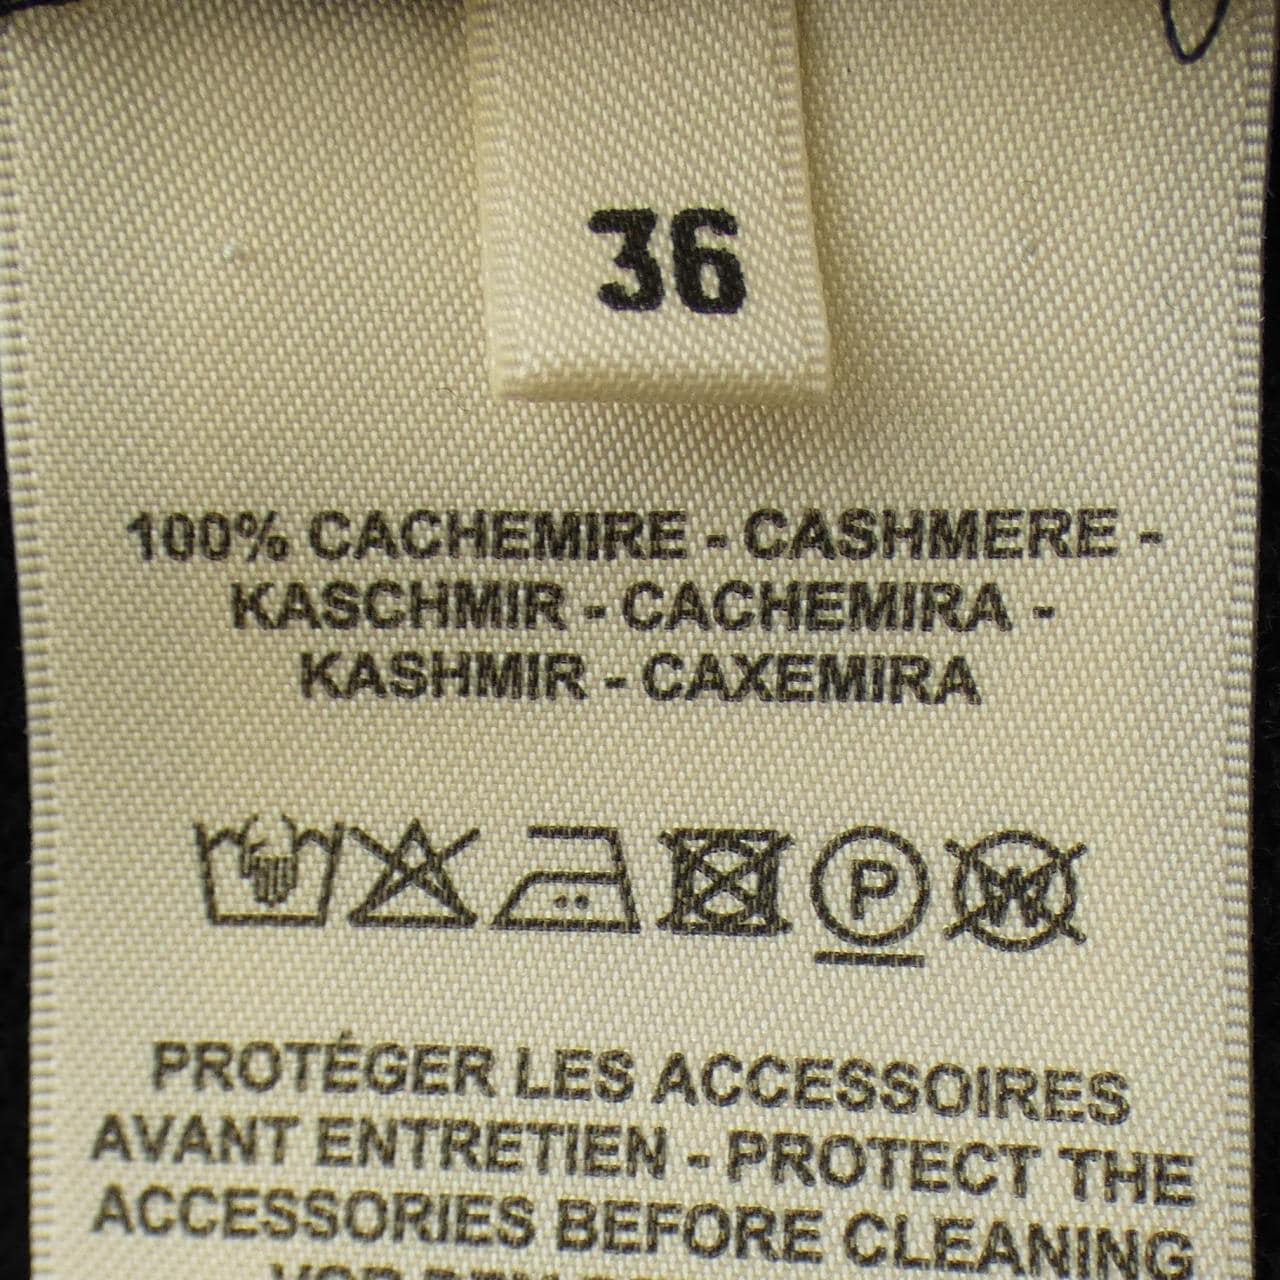 36
100% CACHEMIRE - CASHMERE -
KASCHMIR - CACHEMIRA -
KASHMIR - CAXEMIRA
P W
PROTÉGER LES ACCESSOIRES
AVANT ENTRETIEN - PROTECT THE
ACCESSORIES BEFORE CLEANING